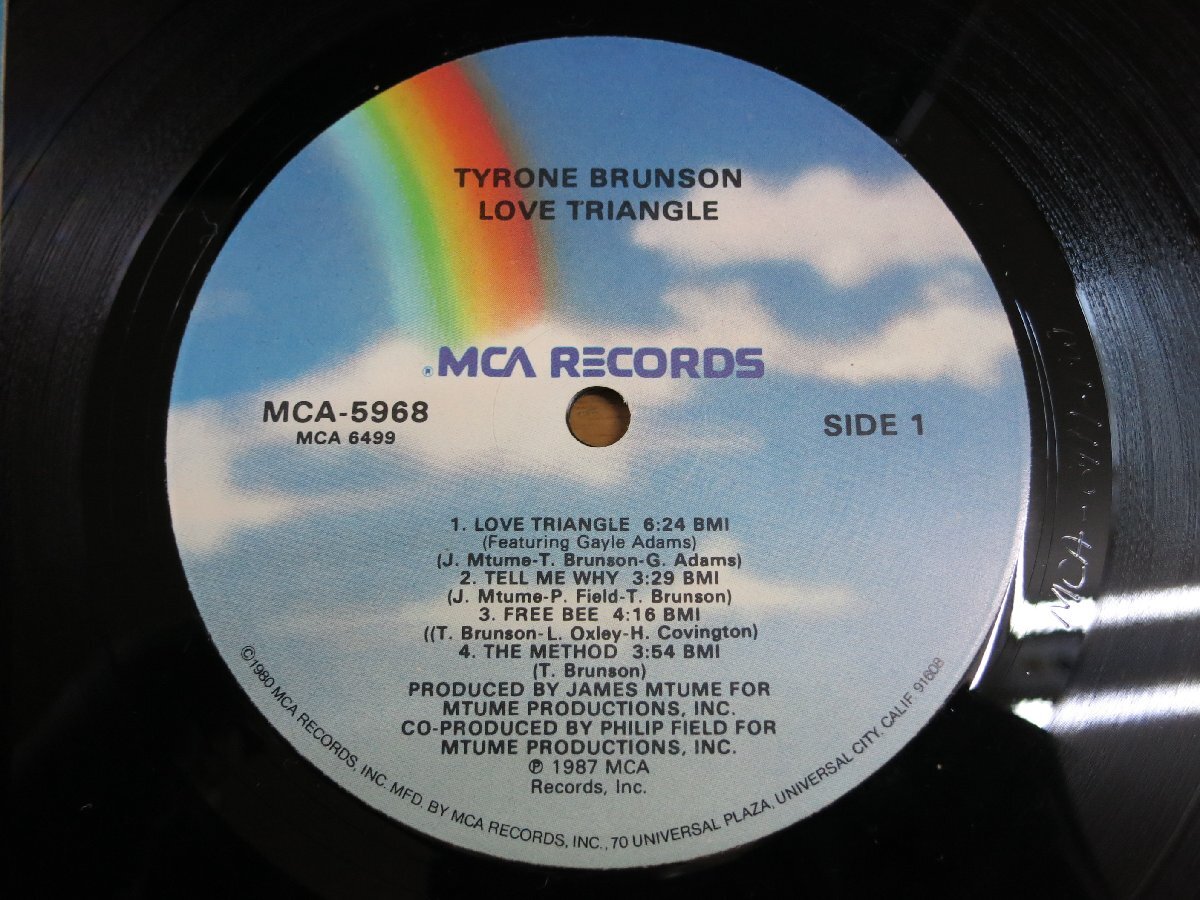 TYRONE BRUNSON
LOVE TRIANGLE
® MCA RECORDS
MCA-5968
MCA 6499
SIDE 1
1. LOVE TRIANGLE 6:24 BMI
(Featuring Gayle Adams)
(J. Mtume-T. Brunson-G. Adams)
2. TELL ME WHY 3:29 BMI
(J. Mtume-P. Field-T. Brunson)
3. FREE BEE 4:16 BMI
((T. Brunson-L. Oxley-H. Covington)
4. THE METHOD 3:54 BMI
(T. Brunson)
PRODUCED BY JAMES MTUME FOR
MTUME PRODUCTIONS, INC.
CO-PRODUCED BY PHILIP FIELD FOR
MTUME PRODUCTIONS, INC.
℗ 1987 MCA
Records, Inc.
©1980 MCA RECORDS, INC. MFD. BY MCA RECORDS, INC., 70 UNIVERSAL PLAZA, UNIVERSAL CITY, CALIF. 91608
MCA